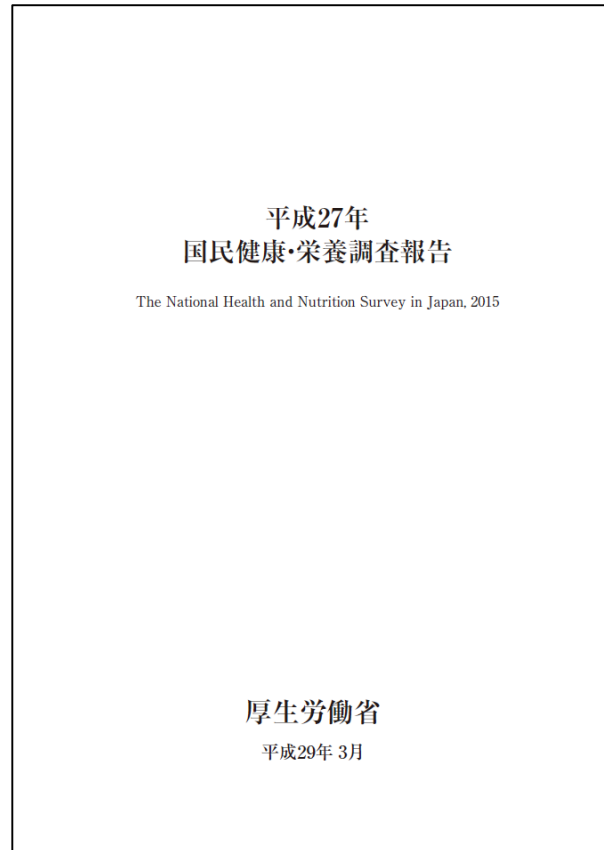 平成27年
国民健康・栄養調査報告
The National Health and Nutrition Survey in Japan, 2015
厚生労働省
平成29年 3月